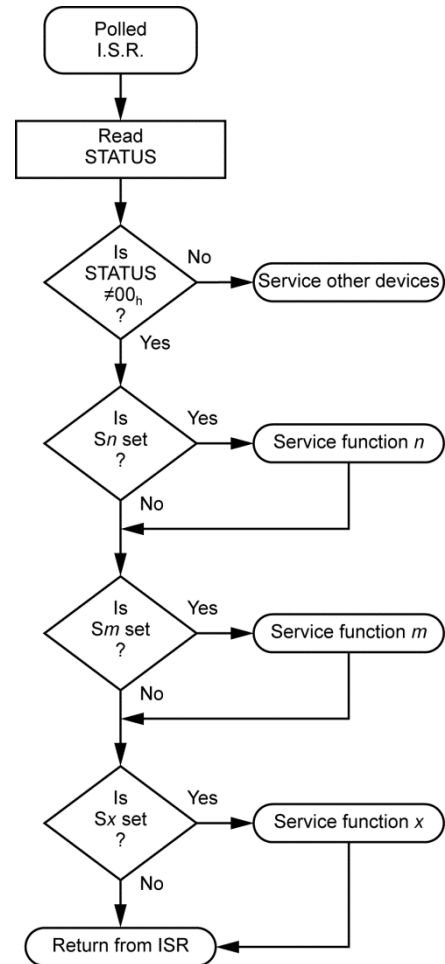 Polled
I.S.R.
Read
STATUS
Is
STATUS
≠00h
?
No
Service other devices
Yes
Is
Sn set
?
Yes
Service function n
No
Is
Sm set
?
Yes
Service function m
No
Is
Sx set
?
Yes
Service function x
No
Return from ISR